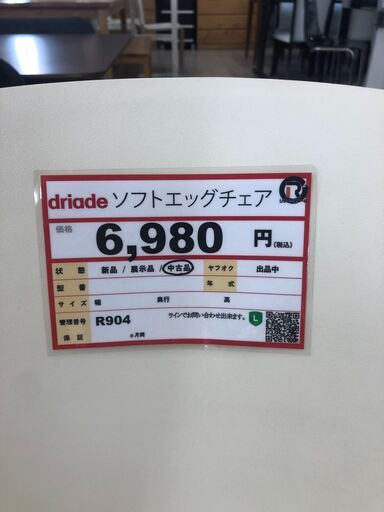 driade ソフトエッグチェア
価格
6,980 円(税込)
状態 新品 / 展示品 / 中古品 ヤフオク 出品中
型番 年式
サイズ 幅 奥行 高
管理番号 R904 ラインでお問い合わせ出来ます。 L
保証 ヵ月間